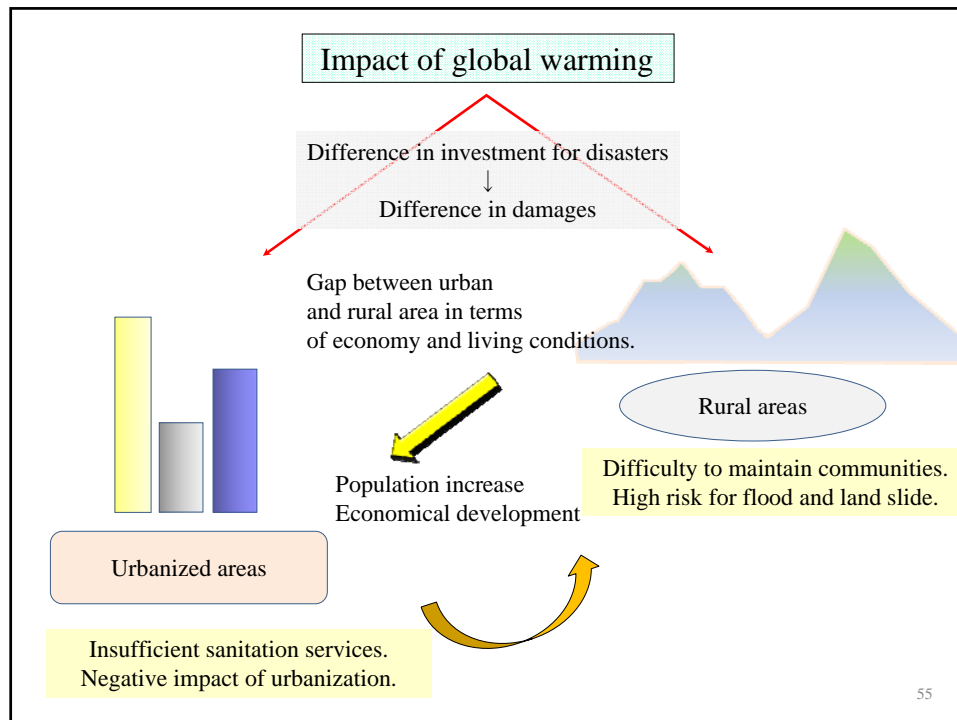 Impact of global warming
Difference in investment for disasters
↓
Difference in damages
Gap between urban
and rural area in terms
of economy and living conditions.
Rural areas
Difficulty to maintain communities.
High risk for flood and land slide.
Population increase
Economical development
Urbanized areas
Insufficient sanitation services.
Negative impact of urbanization.
55